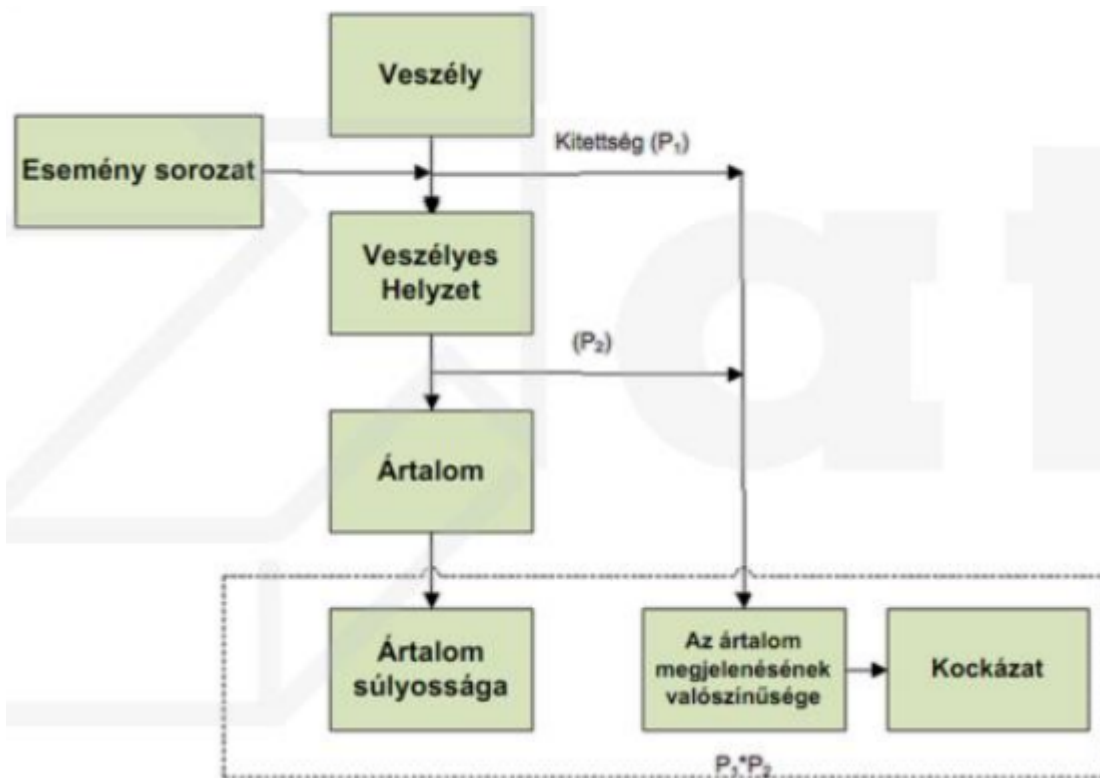 Veszély
Esemény sorozat
Kitettség (P₁)
Veszélyes
Helyzet
(P₂)
Ártalom
Ártalom
súlyossága
Az ártalom
megjelenésének
valószínűsége
Kockázat
P₁*P₂